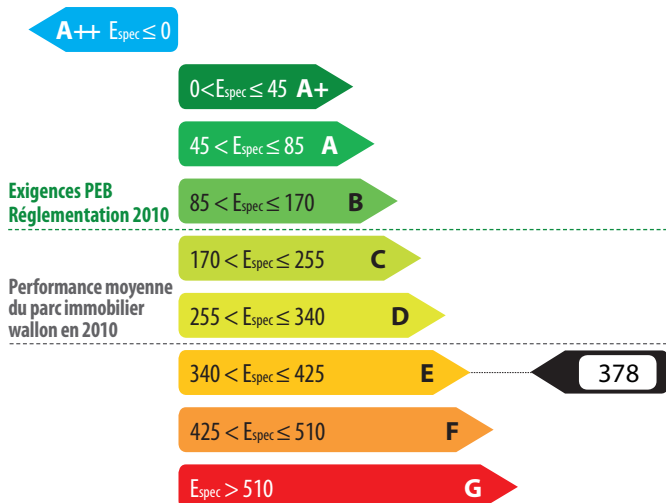 A++ Espec ≤ 0
0<Espec ≤ 45 A+
45 < Espec ≤ 85 A
Exigences PEB
Réglementation 2010
85 < Espec ≤ 170 B
170 < Espec ≤ 255 C
Performance moyenne
du parc immobilier
wallon en 2010
255 < Espec ≤ 340 D
340 < Espec ≤ 425 E
378
425 < Espec ≤ 510 F
Espec > 510 G